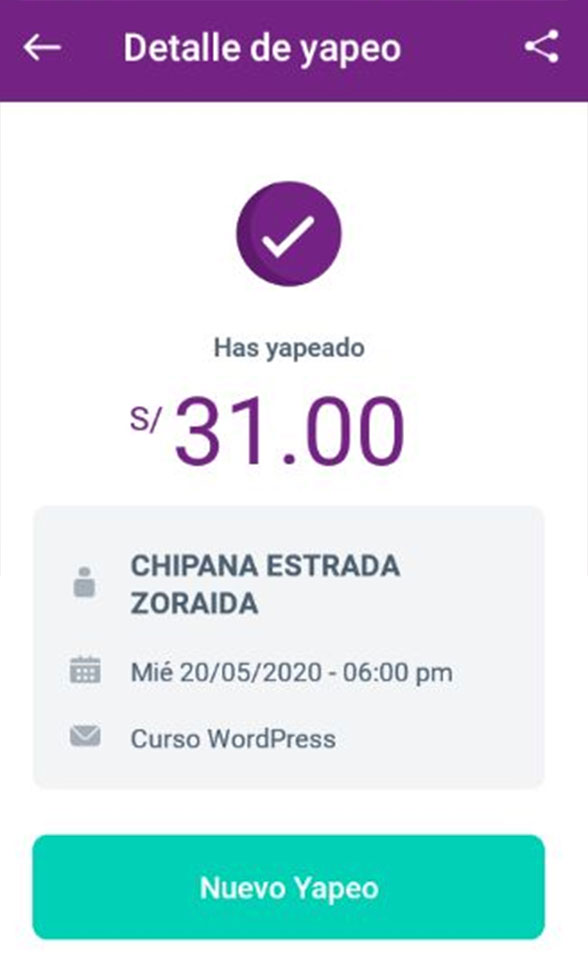 Detalle de yapeo
Has yapeado
S/ 31.00
CHIPANA ESTRADA
ZORAIDA
Mié 20/05/2020 - 06:00 pm
Curso WordPress
Nuevo Yapeo